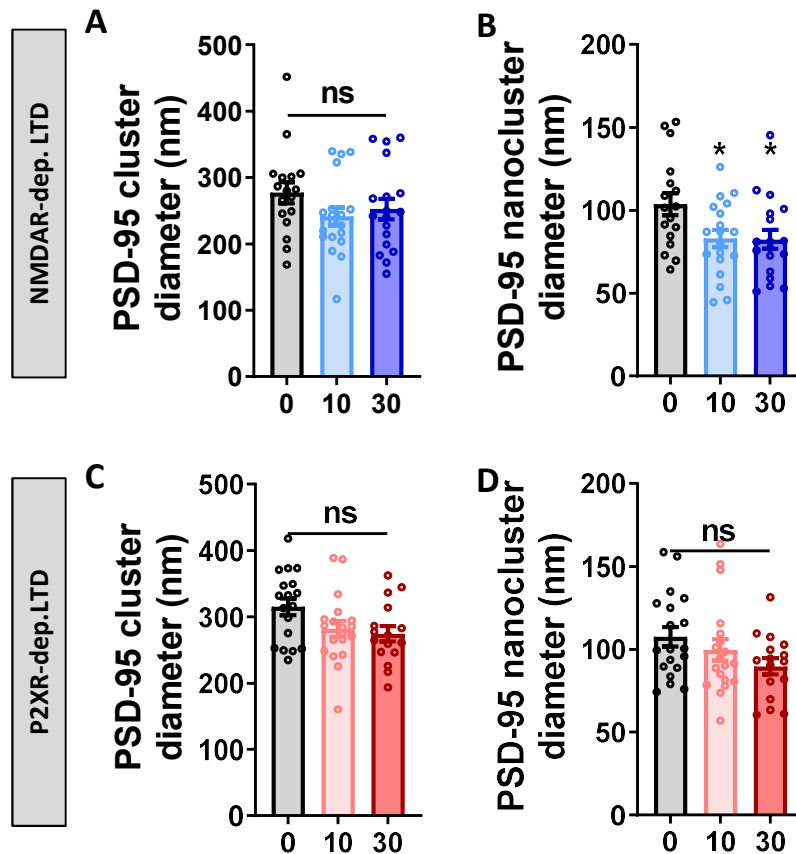 NMDAR-dep. LTD
A
PSD-95 cluster
diameter (nm)
500
400
300
200
100
0
ns
0 10 30
B
PSD-95 nanocluster
diameter (nm)
200
150
100
50
0
* *
0 10 30
P2XR-dep.LTD
C
PSD-95 cluster
diameter (nm)
500
400
300
200
100
0
ns
0 10 30
D
PSD-95 nanocluster
diameter (nm)
200
150
100
50
0
ns
0 10 30